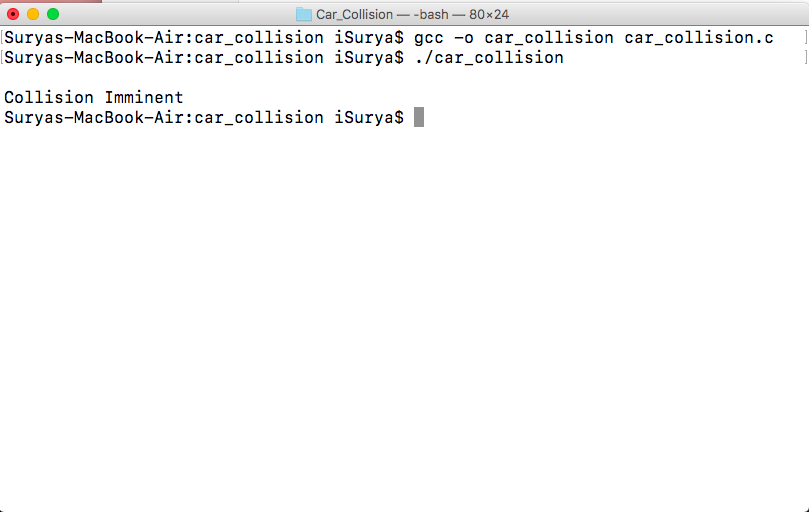 Car_Collision — -bash — 80×24
Suryas-MacBook-Air:car_collision iSurya$ gcc -o car_collision car_collision.c
Suryas-MacBook-Air:car_collision iSurya$ ./car_collision
Collision Imminent
Suryas-MacBook-Air:car_collision iSurya$